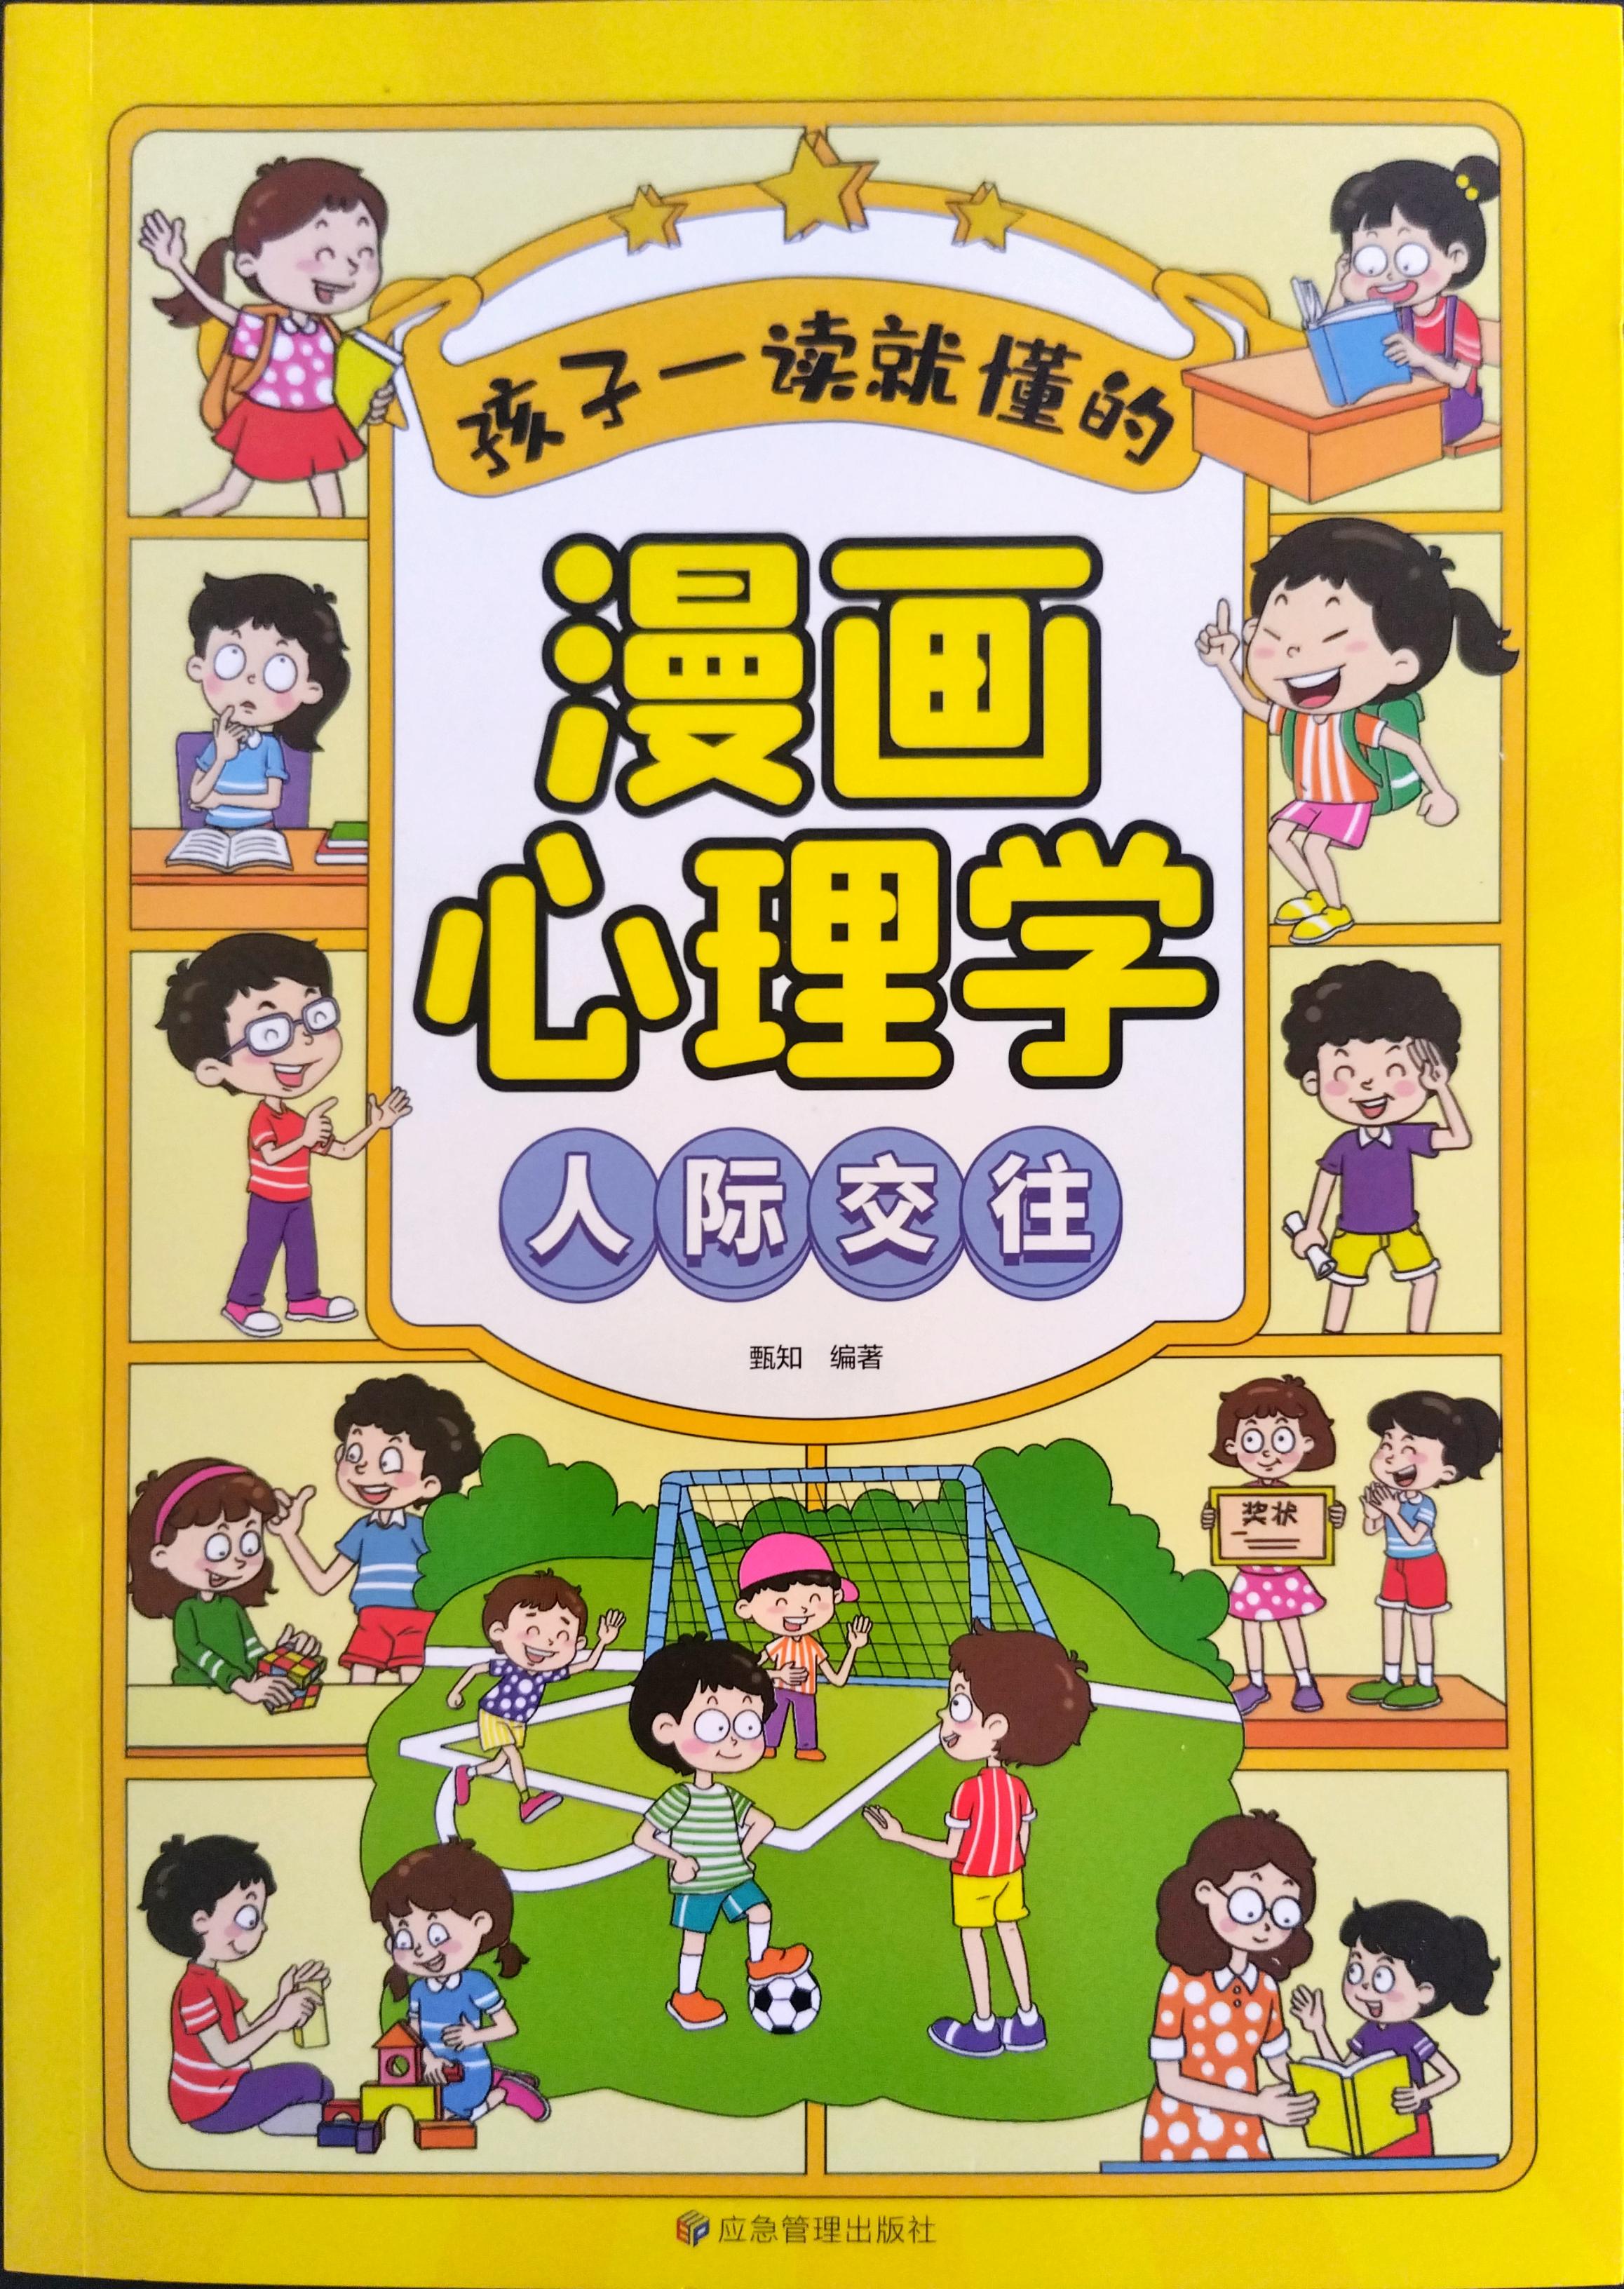 孩子一读就懂的
漫画
心理学
人际交往
甄知 编著
奖状
应急管理出版社